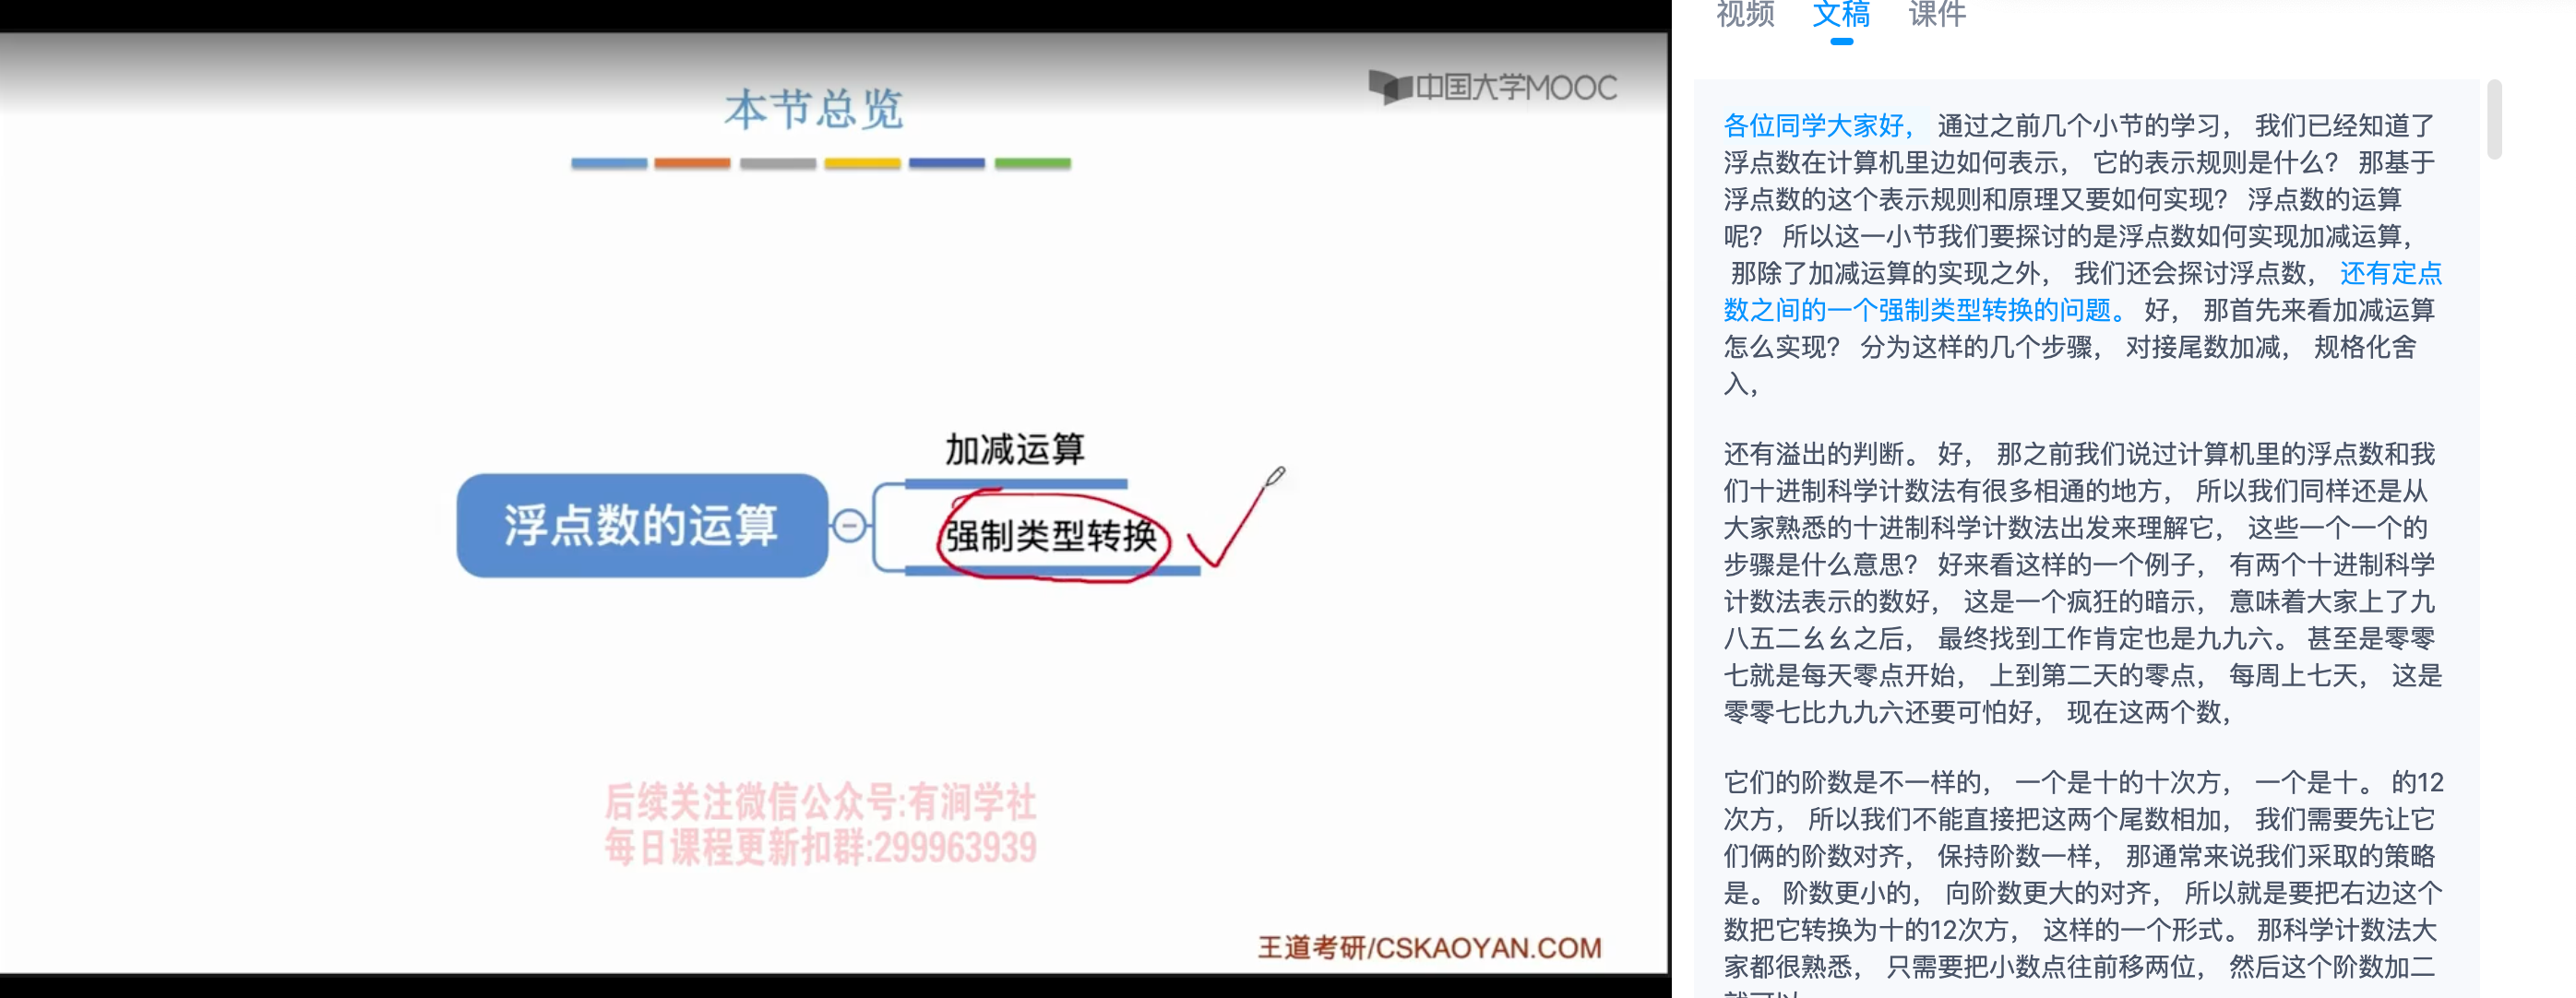 本节总览
中国大学MOOC
加减运算
浮点数的运算
强制类型转换
后续关注微信公众号:有涧学社
每日课程更新扣群:299963939
王道考研/CSKAOYAN.COM
视频 文稿 课件
各位同学大家好， 通过之前几个小节的学习， 我们已经知道了
浮点数在计算机里边如何表示， 它的表示规则是什么？ 那基于
浮点数的这个表示规则和原理又要如何实现？ 浮点数的运算
呢？ 所以这一小节我们要探讨的是浮点数如何实现加减运算，
那除了加减运算的实现之外， 我们还会探讨浮点数， 还有定点
数之间的一个强制类型转换的问题。 好， 那首先来看加减运算
怎么实现？ 分为这样的几个步骤， 对接尾数加减， 规格化舍
入，
还有溢出的判断。 好， 那之前我们说过计算机里的浮点数和我
们十进制科学计数法有很多相通的地方， 所以我们同样还是从
大家熟悉的十进制科学计数法出发来理解它， 这些一个一个的
步骤是什么意思？ 好来看这样的一个例子， 有两个十进制科学
计数法表示的数好， 这是一个疯狂的暗示， 意味着大家上了九
八五二幺幺之后， 最终找到工作肯定也是九九六。 甚至是零零
七就是每天零点开始， 上到第二天的零点， 每周上七天， 这是
零零七比九九六还要可怕好， 现在这两个数，
它们的阶数是不一样的， 一个是十的十次方， 一个是十。 的12
次方， 所以我们不能直接把这两个尾数相加， 我们需要先让它
们俩的阶数对齐， 保持阶数一样， 那通常来说我们采取的策略
是。 阶数更小的， 向阶数更大的对齐， 所以就是要把右边这个
数把它转换为十的12次方， 这样的一个形式。 那科学计数法大
家都很熟悉， 只需要把小数点往前移两位， 然后这个阶数加二